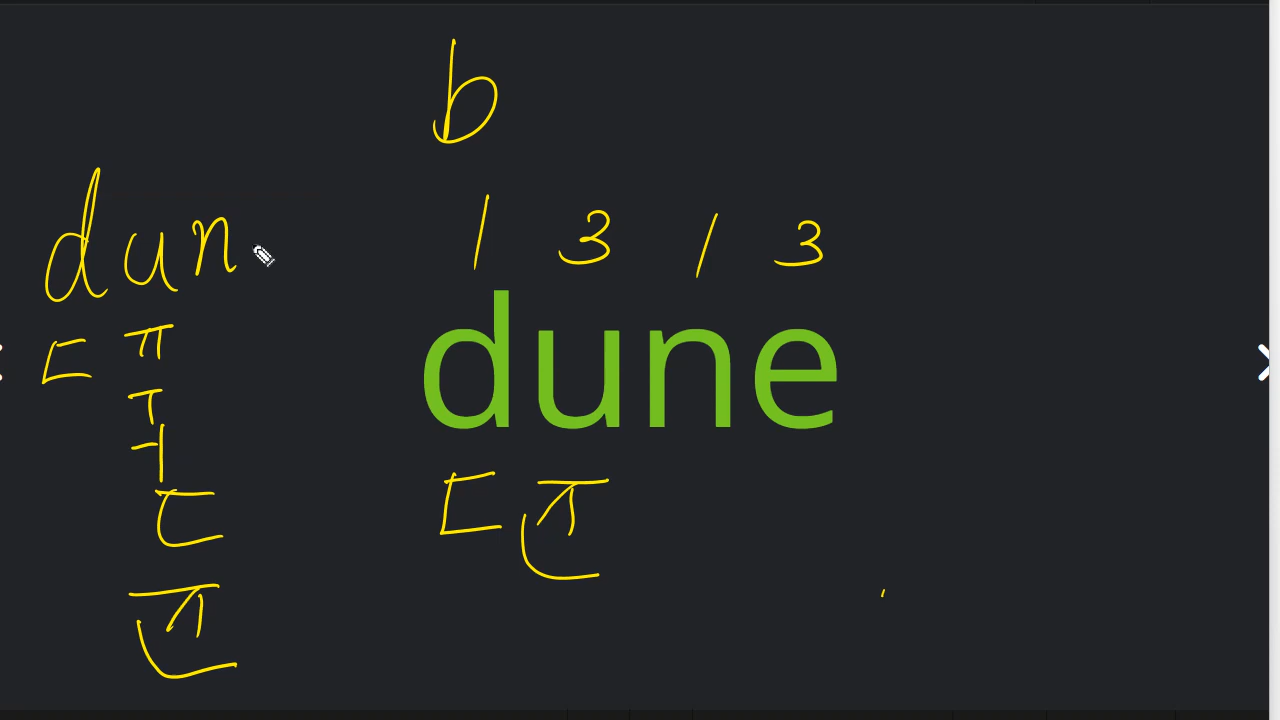 b
1 3 1 3
dun
dune
ㄷ ㅠ
ㅜ
ㅓ
ㄷ
ㄷ ㅠ
ㅠ